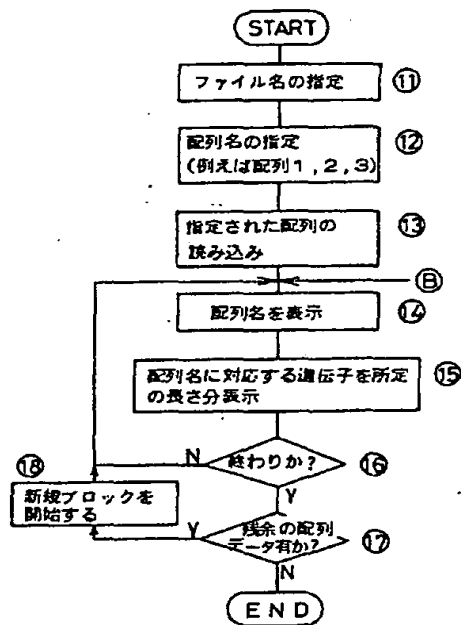 START
ファイル名の指定
⑪
配列名の指定
(例えば配列1,2,3)
⑫
指定された配列の
読み込み
⑬
Ⓑ
配列名を表示
⑭
配列名に対応する遺伝子を所定
の長さ分表示
⑮
N
終わりか?
⑯
Y
⑱
新規ブロックを
開始する
Y
残余の配列
データ有か?
⑰
N
END